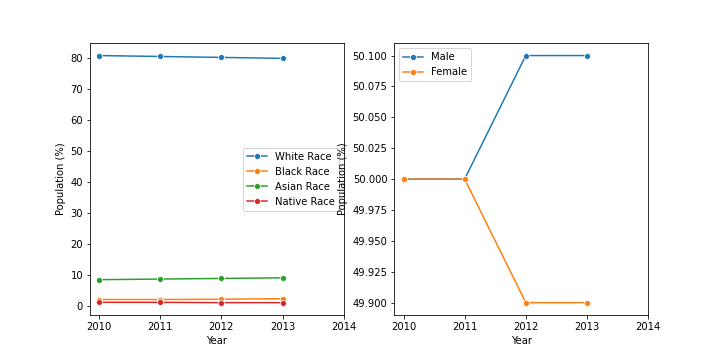 80
70
60
50
40
30
20
10
0
2010 2011 2012 2013 2014
Year
Population (%)
White Race
Black Race
Asian Race
Native Race
50.100
50.075
50.050
50.025
50.000
49.975
49.950
49.925
49.900
2010 2011 2012 2013 2014
Year
Population (%)
Male
Female